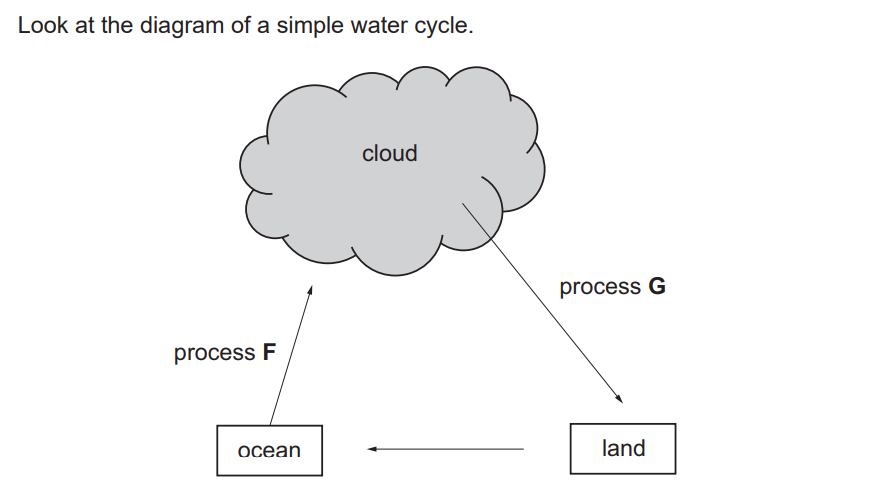 Look at the diagram of a simple water cycle.
cloud
process G
process F
ocean
land